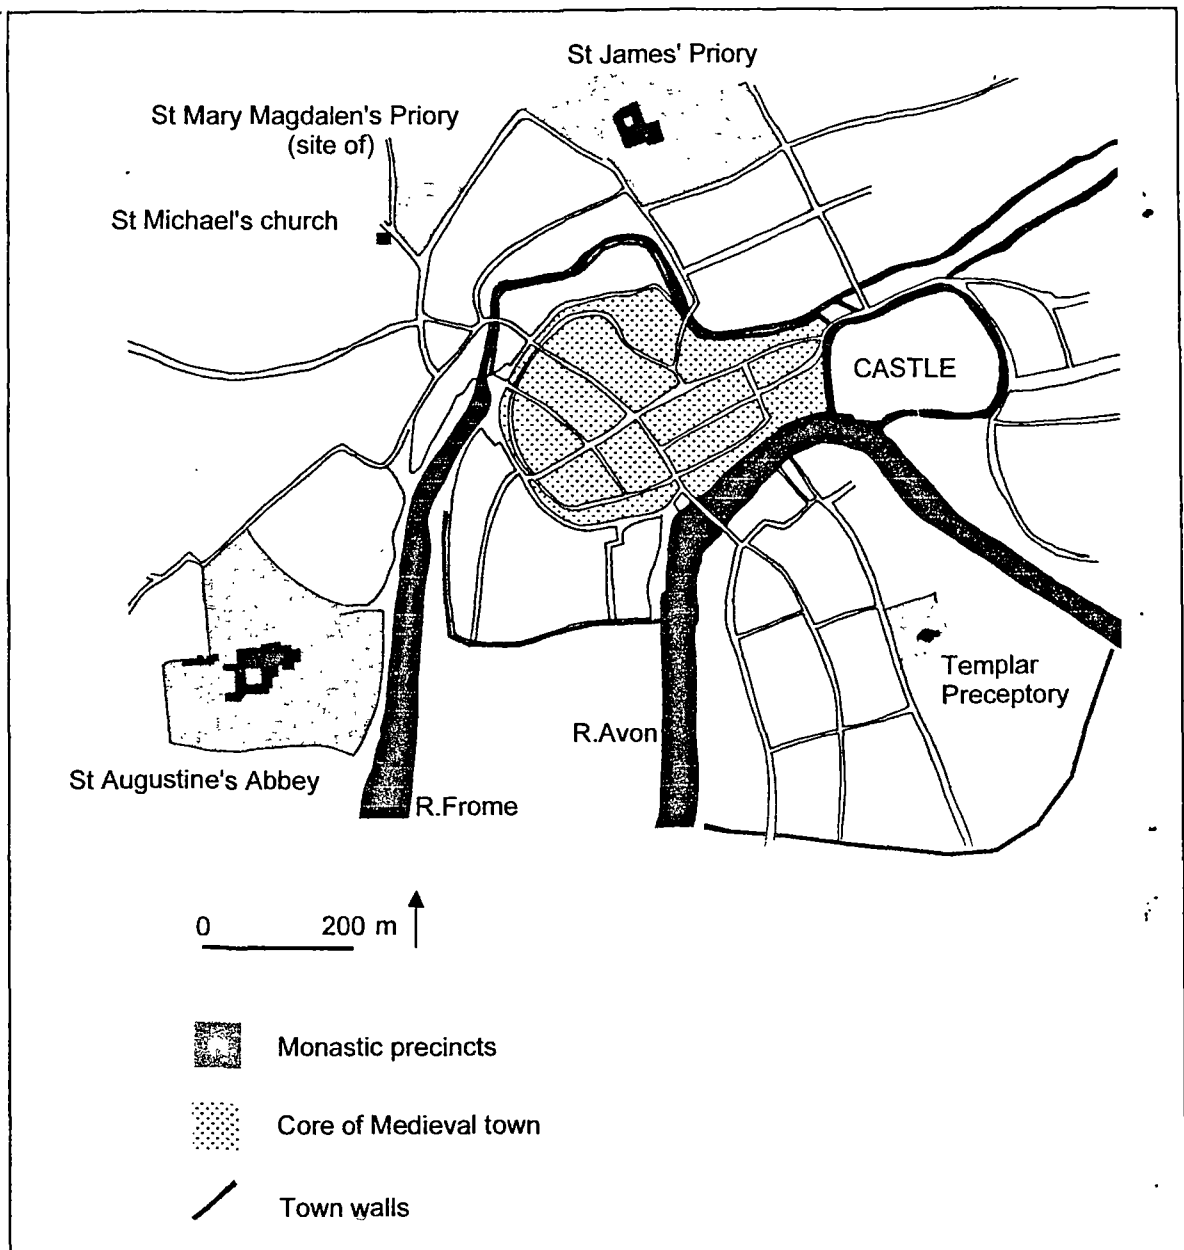 St James' Priory
St Mary Magdalen's Priory
(site of)
St Michael's church
CASTLE
Templar
Preceptory
R.Avon
St Augustine's Abbey
R.Frome
0 200 m
Monastic precincts
Core of Medieval town
Town walls